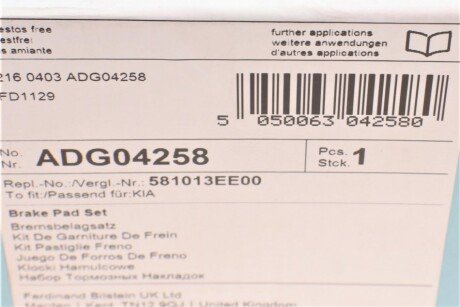 estos free
estfrei
es amiante
further applications
weitere anwendungen
d'autres applications
216 0403 ADG04258
FD1129
5 050063 042580
No.
Nr. ADG04258
Pcs.
Stck. 1
Repl.-No.:/Vergl.-Nr.: 581013EE00
To fit:/Passend für:KIA
Brake Pad Set
Bremsbelagsatz
Kit De Garniture De Frein
Kit Pastiglie Freno
Juego De Forros De Freno
Klocki Hamulcowe
Набор Тормозных Накладок
Ferdinand Bilstein UK Ltd
United Kingdom